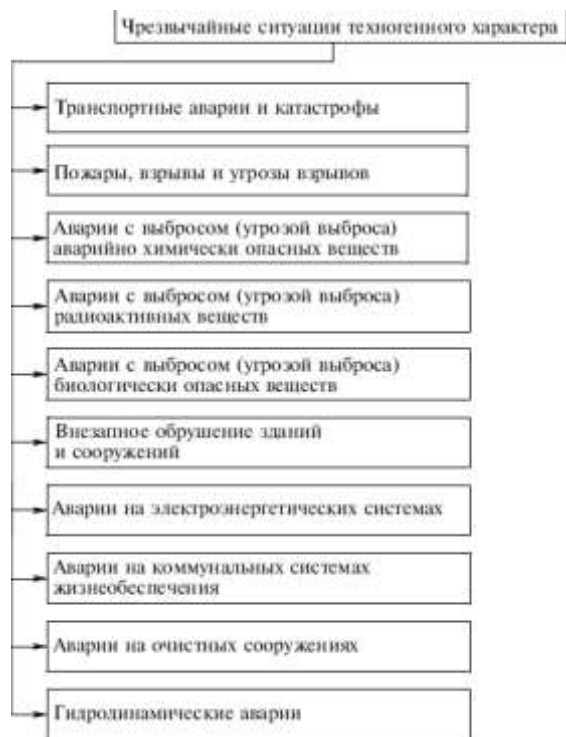 Чрезвычайные ситуации техногенного характера
Транспортные аварии и катастрофы
Пожары, взрывы и угрозы взрывов
Аварии с выбросом (угрозой выброса)
аварийно химически опасных веществ
Аварии с выбросом (угрозой выброса)
радиоактивных веществ
Аварии с выбросом (угрозой выброса)
биологически опасных веществ
Внезапное обрушение зданий
и сооружений
Аварии на электроэнергетических системах
Аварии на коммунальных системах
жизнеобеспечения
Аварии на очистных сооружениях
Гидродинамические аварии